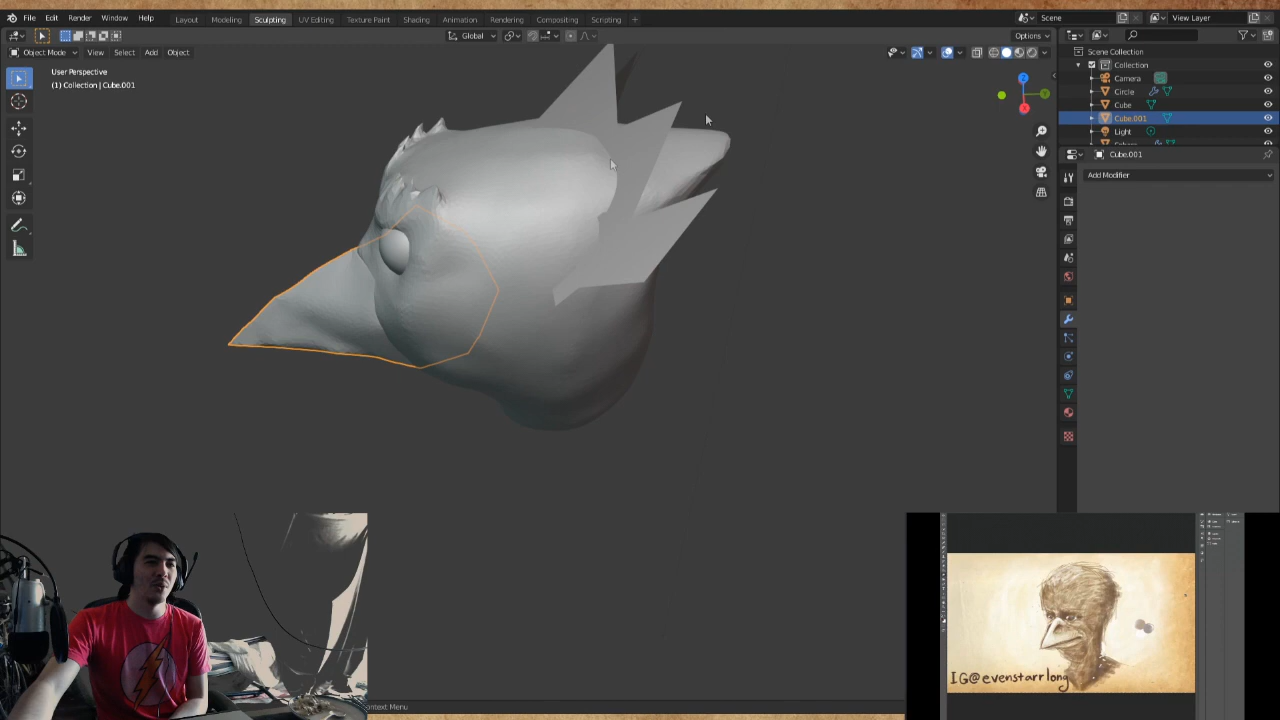 File Edit Render Window Help Layout Modeling Sculpting UV Editing Texture Paint Shading Animation Rendering Compositing Scripting + Scene View Layer
Global Options
Object Mode View Select Add Object
User Perspective
(1) Collection | Cube.001
Scene Collection
Collection
Camera
Circle
Cube
Cube.001
Light
Cube.001
Add Modifier
Z
Y
X
IG@evenstarrlong
ontext Menu